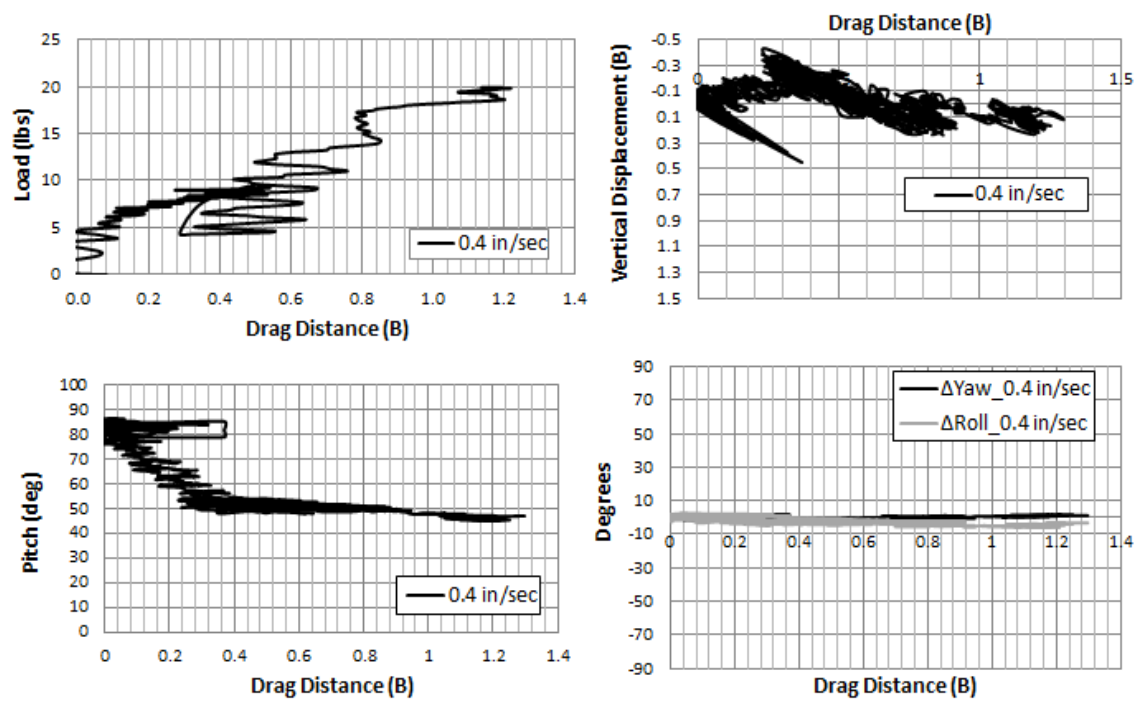 25
20
15
10
5
0
0.0 0.2 0.4 0.6 0.8 1.0 1.2 1.4
Load (lbs)
Drag Distance (B)
0.4 in/sec
Drag Distance (B)
-0.5
-0.3
-0.1
0.1
0.3
0.5
0.7
0.9
1.1
1.3
1.5
0 0.5 1 1.5
Vertical Displacement (B)
0.4 in/sec
100
90
80
70
60
50
40
30
20
10
0
0 0.2 0.4 0.6 0.8 1 1.2 1.4
Pitch (deg)
Drag Distance (B)
0.4 in/sec
90
70
50
30
10
-10
-30
-50
-70
-90
0 0.2 0.4 0.6 0.8 1 1.2 1.4
Degrees
Drag Distance (B)
ΔYaw_0.4 in/sec
ΔRoll_0.4 in/sec